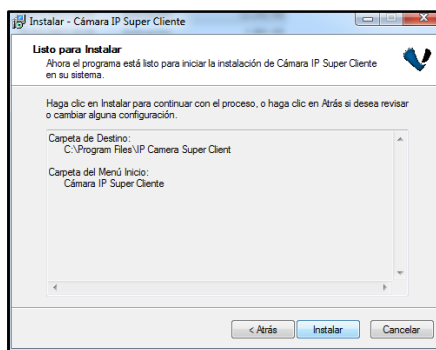 Instalar - Cámara IP Super Cliente
Listo para Instalar
Ahora el programa está listo para iniciar la instalación de Cámara IP Super Cliente
en su sistema.
Haga clic en Instalar para continuar con el proceso, o haga clic en Atrás si desea revisar
o cambiar alguna configuración.
Carpeta de Destino:
C:\Program Files\IP Camera Super Client
Carpeta del Menú Inicio:
Cámara IP Super Cliente
< Atrás
Instalar
Cancelar